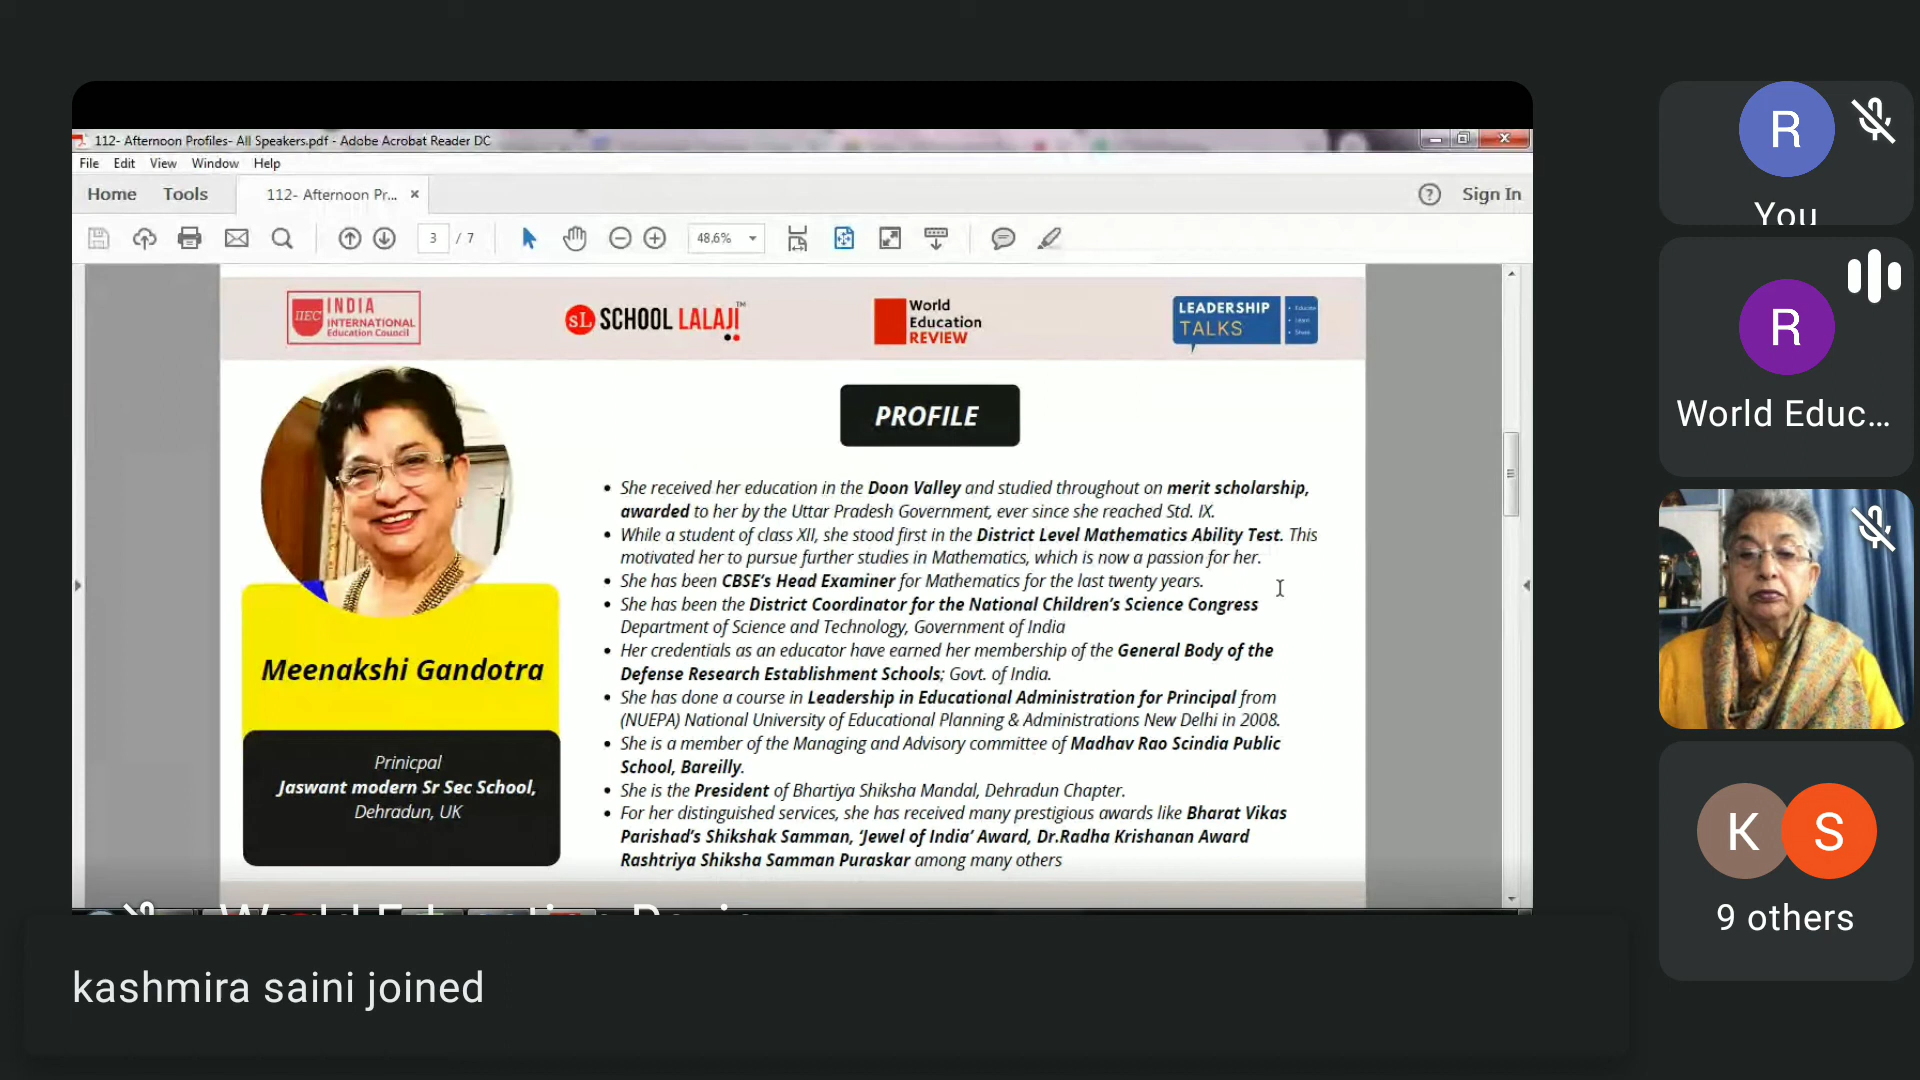 112- Afternoon Profiles- All Speakers.pdf - Adobe Acrobat Reader DC
File Edit View Window Help
Home Tools 112- Afternoon Pr... × Sign In
3 / 7 48.6%
IIEC INDIA
INTERNATIONAL
Education Council
SL SCHOOL LALAJI™
World
Education
REVIEW
LEADERSHIP
TALKS
PROFILE
• She received her education in the Doon Valley and studied throughout on merit scholarship,
awarded to her by the Uttar Pradesh Government, ever since she reached Std. IX.
• While a student of class XII, she stood first in the District Level Mathematics Ability Test. This
motivated her to pursue further studies in Mathematics, which is now a passion for her.
• She has been CBSE's Head Examiner for Mathematics for the last twenty years.
• She has been the District Coordinator for the National Children's Science Congress
Department of Science and Technology, Government of India
• Her credentials as an educator have earned her membership of the General Body of the
Defense Research Establishment Schools; Govt. of India.
• She has done a course in Leadership in Educational Administration for Principal from
(NUEPA) National University of Educational Planning & Administrations New Delhi in 2008.
• She is a member of the Managing and Advisory committee of Madhav Rao Scindia Public
School, Bareilly.
• She is the President of Bhartiya Shiksha Mandal, Dehradun Chapter.
• For her distinguished services, she has received many prestigious awards like Bharat Vikas
Parishad's Shikshak Samman, 'Jewel of India' Award, Dr.Radha Krishanan Award
Rashtriya Shiksha Samman Puraskar among many others
Meenakshi Gandotra
Prinicpal
Jaswant modern Sr Sec School,
Dehradun, UK
kashmira saini joined
R
You
R
World Educ...
K S
9 others